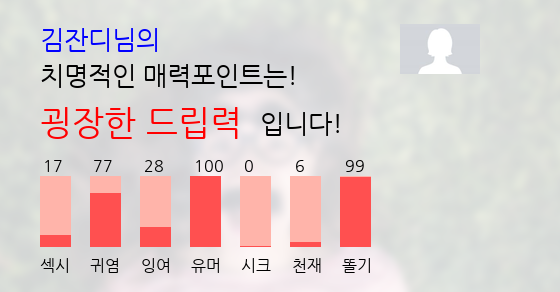 김잔디님의
치명적인 매력포인트는!
굉장한 드립력 입니다!
17 77 28 100 0 6 99
섹시 귀염 잉여 유머 시크 천재 똘기